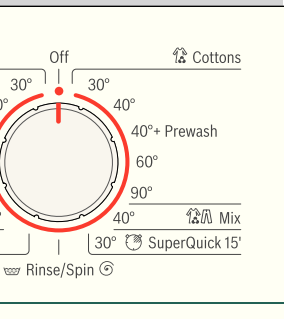 Off
Cottons
30° 30°
0° 40°
40°+ Prewash
60°
90°
40° Mix
30° SuperQuick 15'
Rinse/Spin